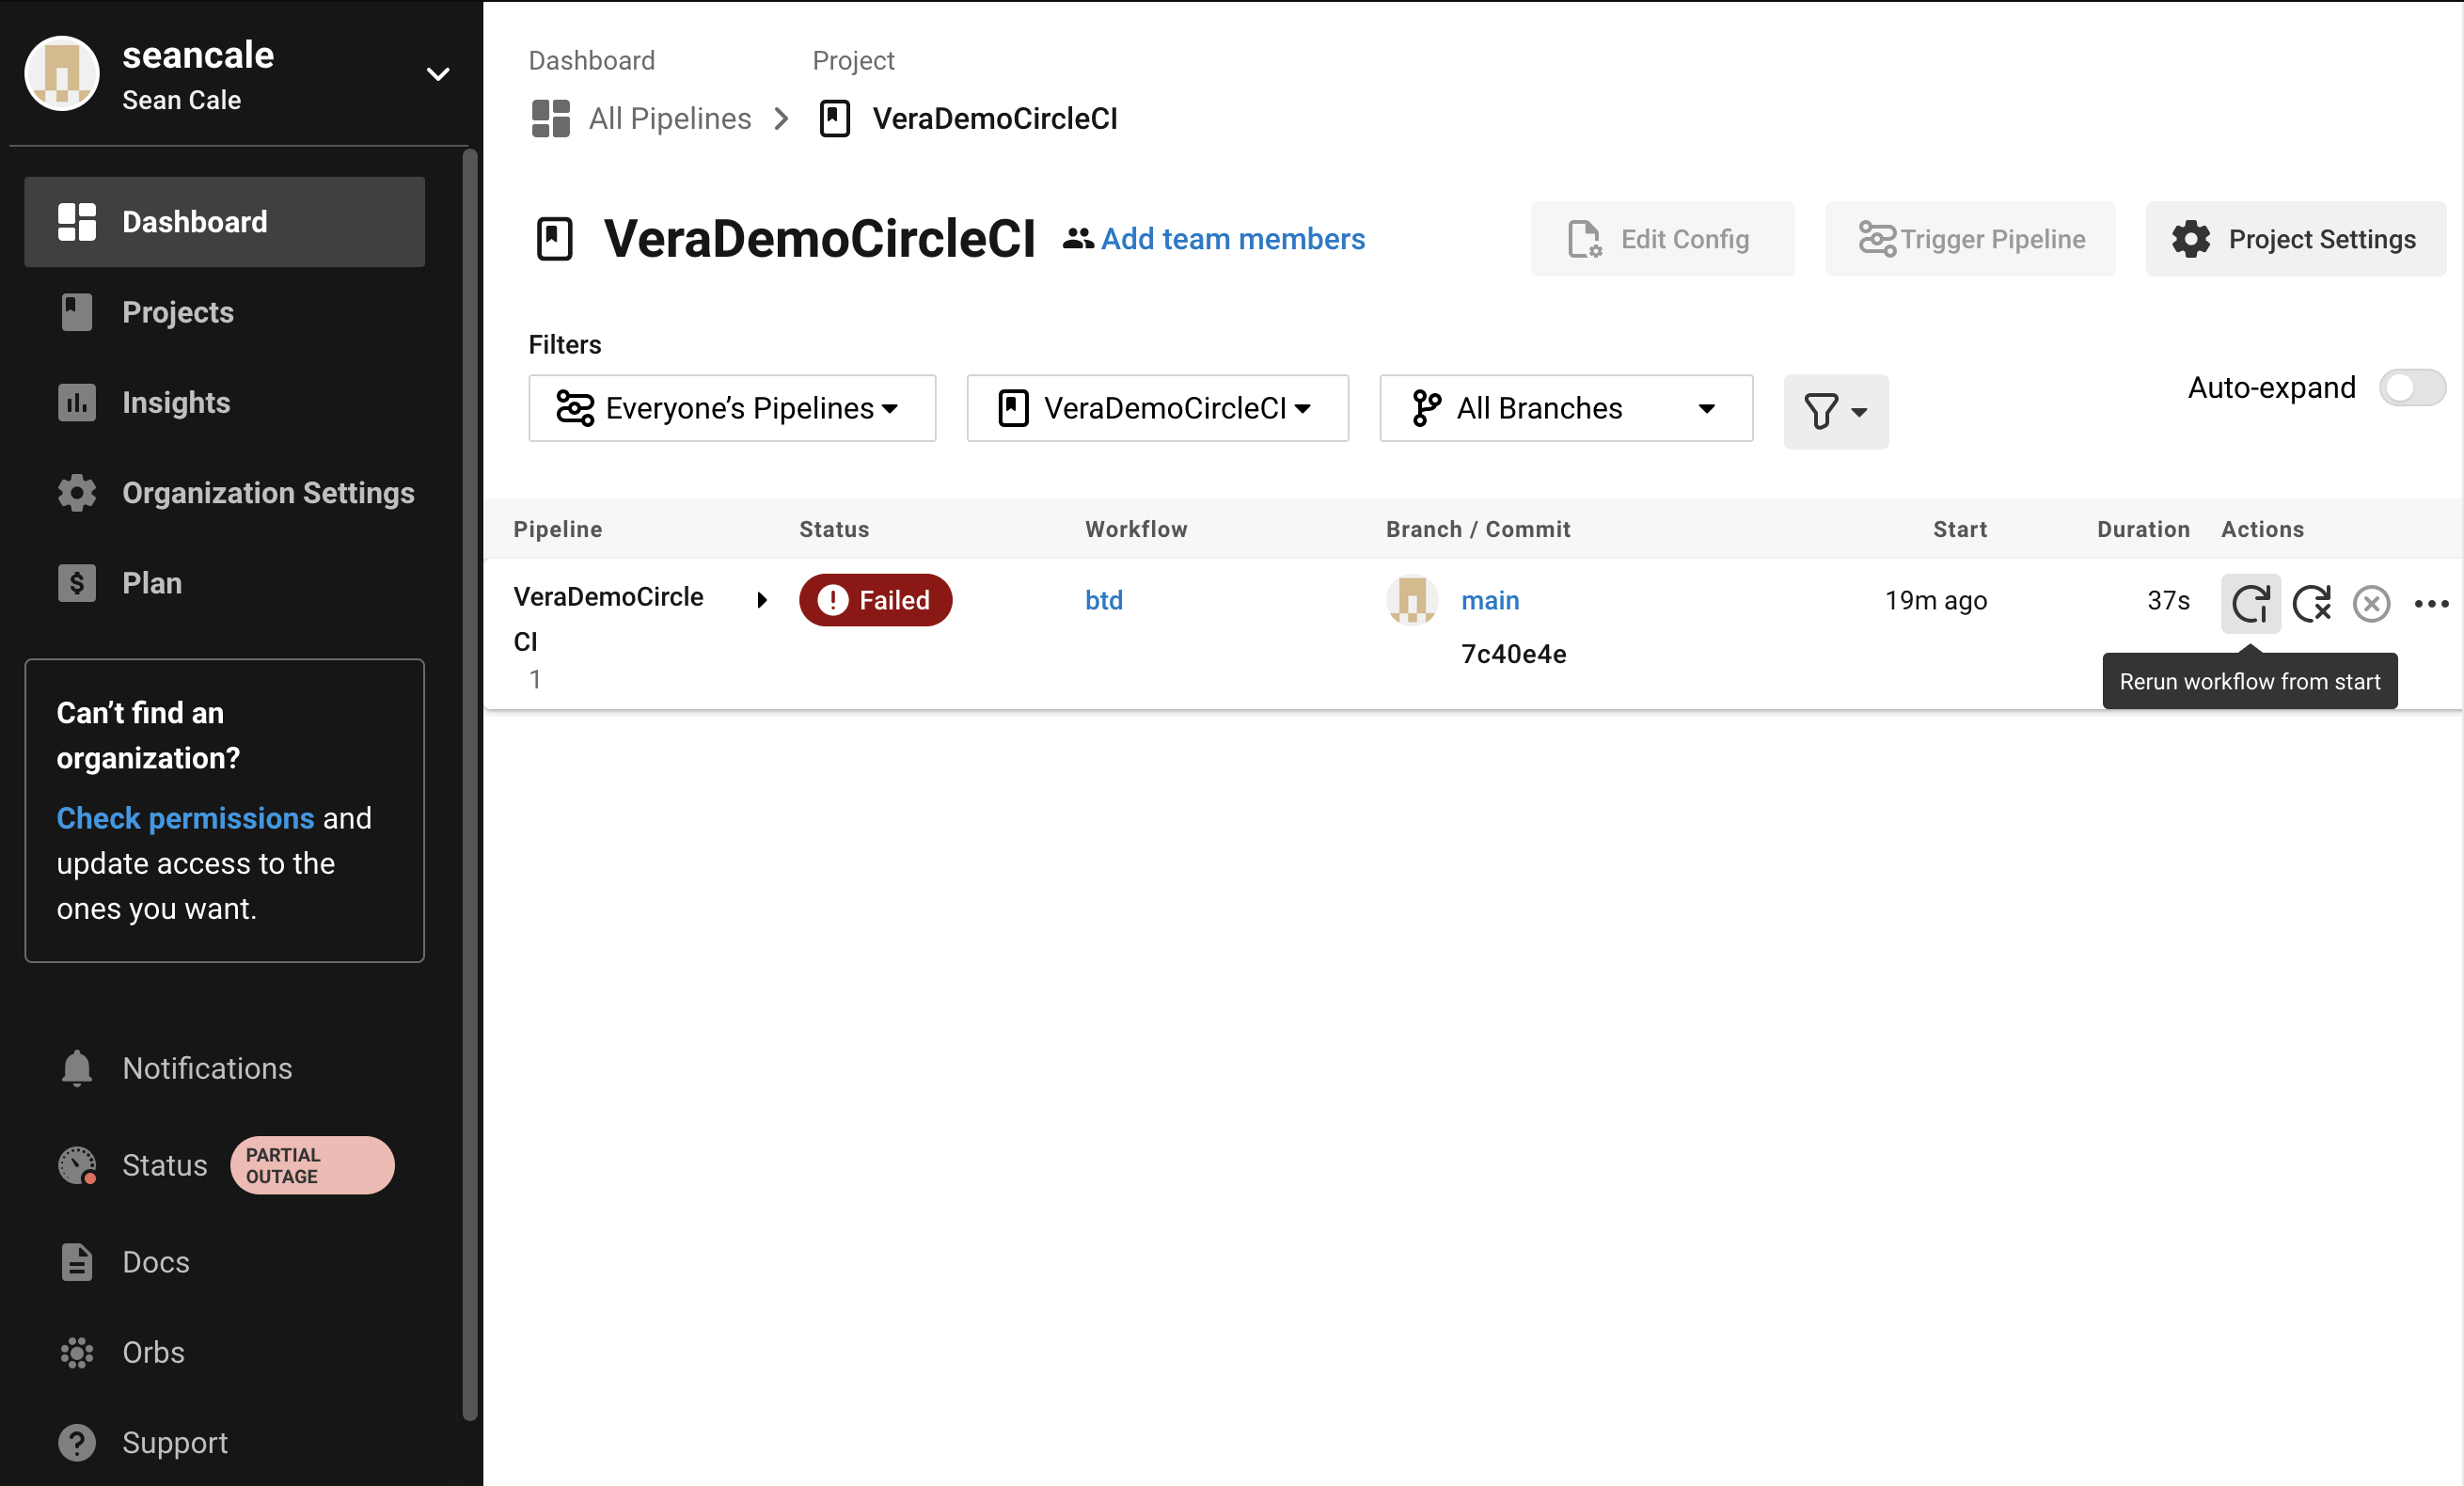 seancale
Sean Cale
Dashboard
Projects
Insights
Organization Settings
Plan
Can’t find an
organization?
Check permissions and
update access to the
ones you want.
Notifications
Status
PARTIAL
OUTAGE
Docs
Orbs
Support
Dashboard
Project
All Pipelines
VeraDemoCircleCI
VeraDemoCircleCI
Add team members
Edit Config
Trigger Pipeline
Project Settings
Filters
Everyone’s Pipelines
VeraDemoCircleCI
All Branches
Auto-expand
Pipeline Status Workflow Branch / Commit Start Duration Actions
VeraDemoCircle Failed btd main 19m ago 37s
CI 7c40e4e
1
Rerun workflow from start